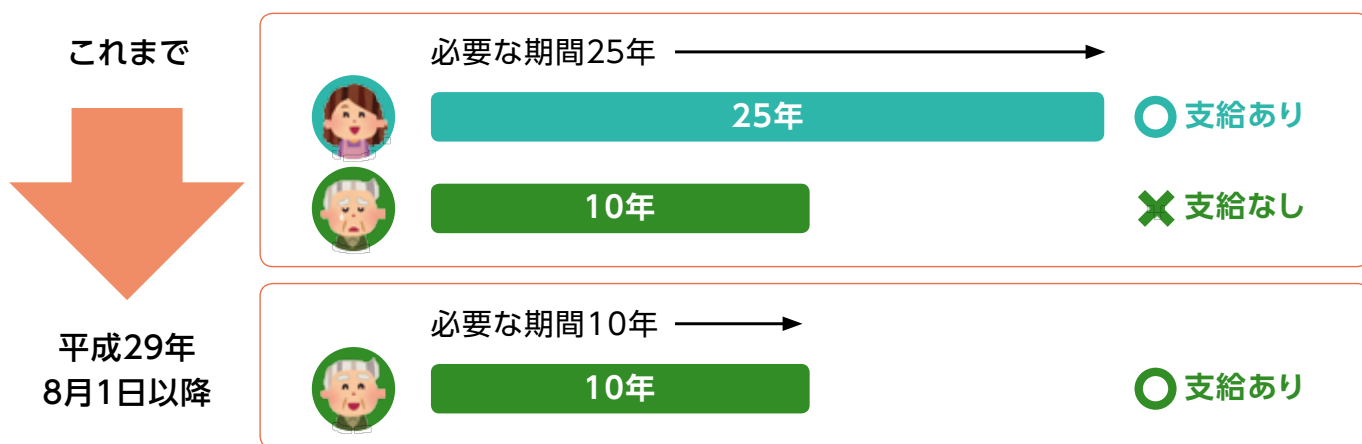 これまで
必要な期間25年
25年
支給あり
10年
支給なし
平成29年
8月1日以降
必要な期間10年
10年
支給あり